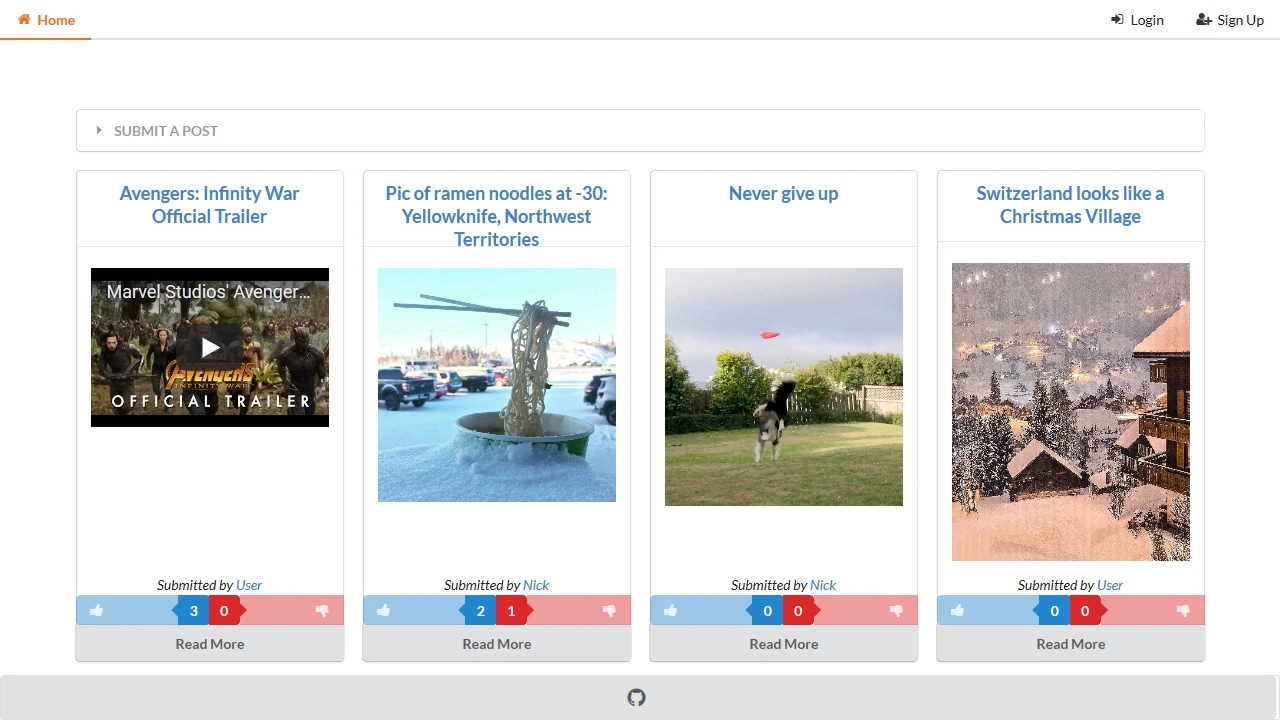 Home
Login
Sign Up
SUBMIT A POST
Avengers: Infinity War
Official Trailer
Marvel Studios' Avenger...
AVENGERS
INFINITY WAR
OFFICIAL TRAILER
Submitted by User
3 0
Read More
Pic of ramen noodles at -30:
Yellowknife, Northwest
Territories
Submitted by Nick
2 1
Read More
Never give up
Submitted by Nick
0 0
Read More
Switzerland looks like a
Christmas Village
Submitted by User
0 0
Read More